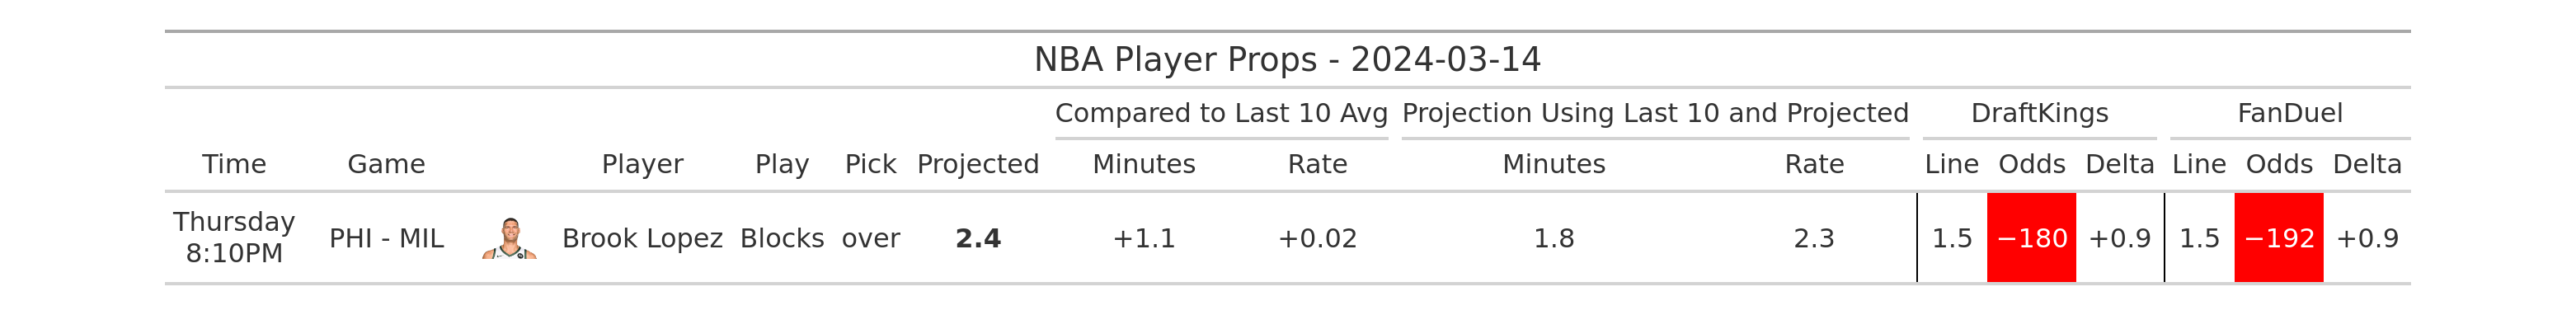 NBA Player Props - 2024-03-14
Compared to Last 10 Avg Projection Using Last 10 and Projected DraftKings FanDuel
Time Game Player Play Pick Projected Minutes Rate Minutes Rate Line Odds Delta Line Odds Delta
Thursday
8:10PM PHI - MIL Brook Lopez Blocks over 2.4 +1.1 +0.02 1.8 2.3 1.5 −180 +0.9 1.5 −192 +0.9